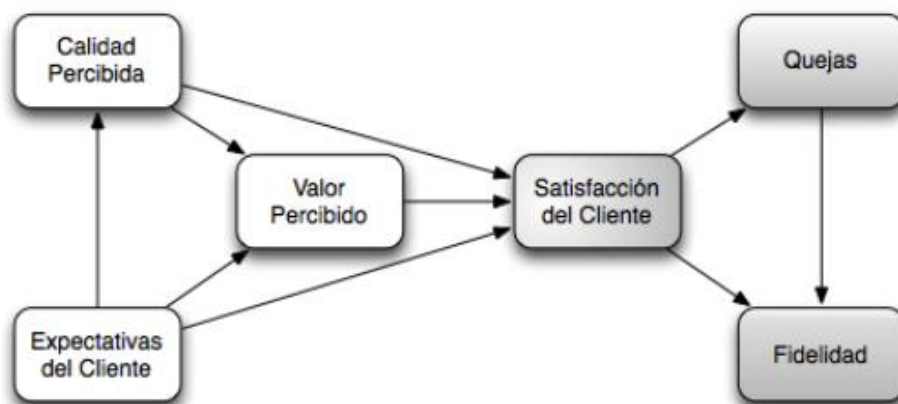 Calidad
Percibida
Quejas
Valor
Percibido
Satisfacción
del Cliente
Expectativas
del Cliente
Fidelidad